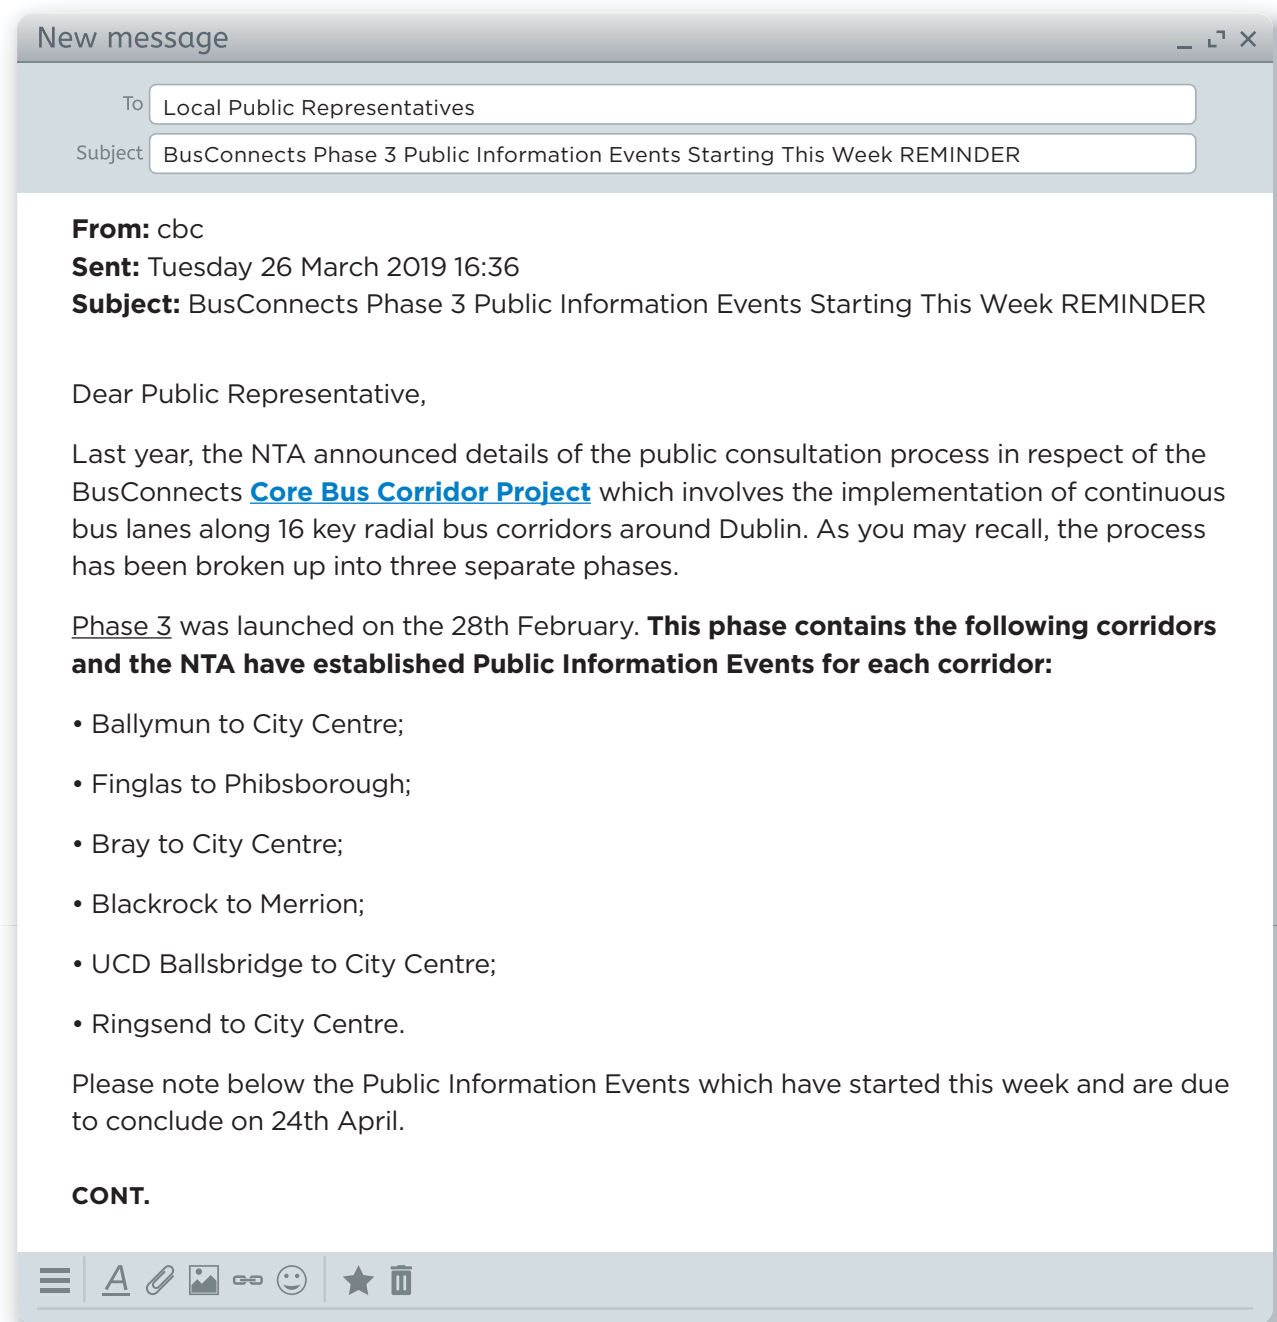 New message
To Local Public Representatives
Subject BusConnects Phase 3 Public Information Events Starting This Week REMINDER
From: cbc
Sent: Tuesday 26 March 2019 16:36
Subject: BusConnects Phase 3 Public Information Events Starting This Week REMINDER
Dear Public Representative,
Last year, the NTA announced details of the public consultation process in respect of the
BusConnects Core Bus Corridor Project which involves the implementation of continuous
bus lanes along 16 key radial bus corridors around Dublin. As you may recall, the process
has been broken up into three separate phases.
Phase 3 was launched on the 28th February. This phase contains the following corridors
and the NTA have established Public Information Events for each corridor:
• Ballymun to City Centre;
• Finglas to Phibsborough;
• Bray to City Centre;
• Blackrock to Merrion;
• UCD Ballsbridge to City Centre;
• Ringsend to City Centre.
Please note below the Public Information Events which have started this week and are due
to conclude on 24th April.
CONT.
A